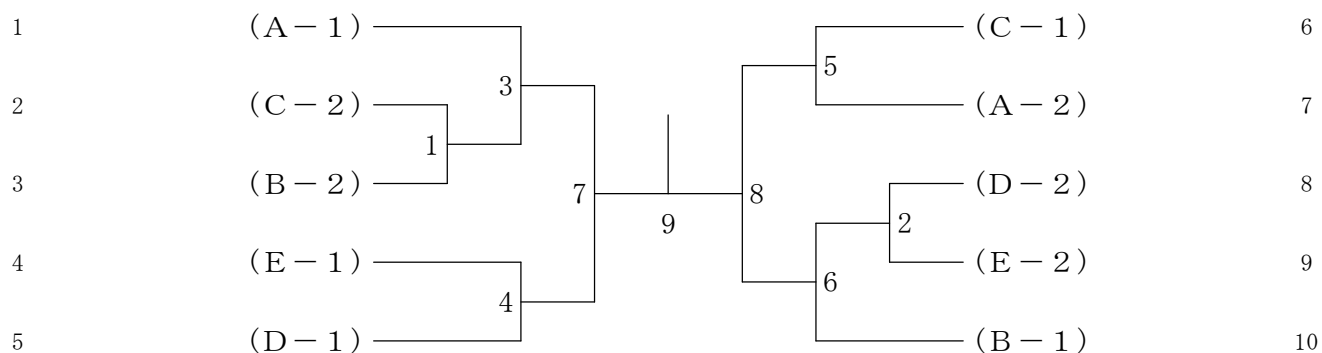 1 （A－1） （C－1） 6
3 5
2 （C－2） （A－2） 7
1
3 （B－2） 7 8 （D－2） 8
9 2
4 （E－1） （E－2） 9
4 6
5 （D－1） （B－1） 10